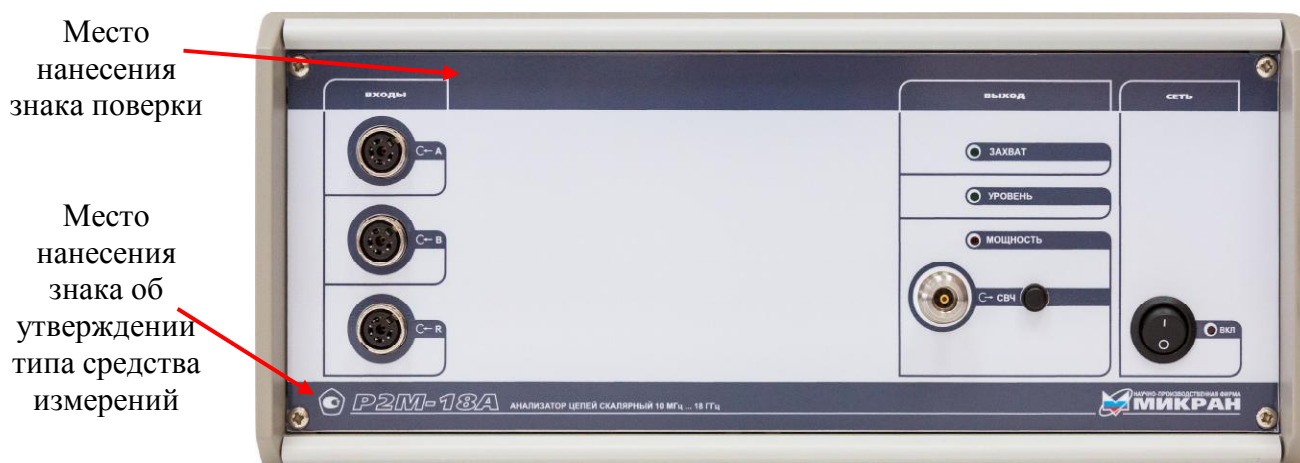 Место
нанесения
знака поверки
Место
нанесения
знака об
утверждении
типа средства
измерений
ВХОДЫ
A
B
R
ВЫХОД
ЗАХВАТ
УРОВЕНЬ
МОЩНОСТЬ
СВЧ
СЕТЬ
I
O
ВКЛ
Р2М-18А АНАЛИЗАТОР ЦЕПЕЙ СКАЛЯРНЫЙ 10 МГц ... 18 ГГц
НАУЧНО-ПРОИЗВОДСТВЕННАЯ ФИРМА
МИКРАН